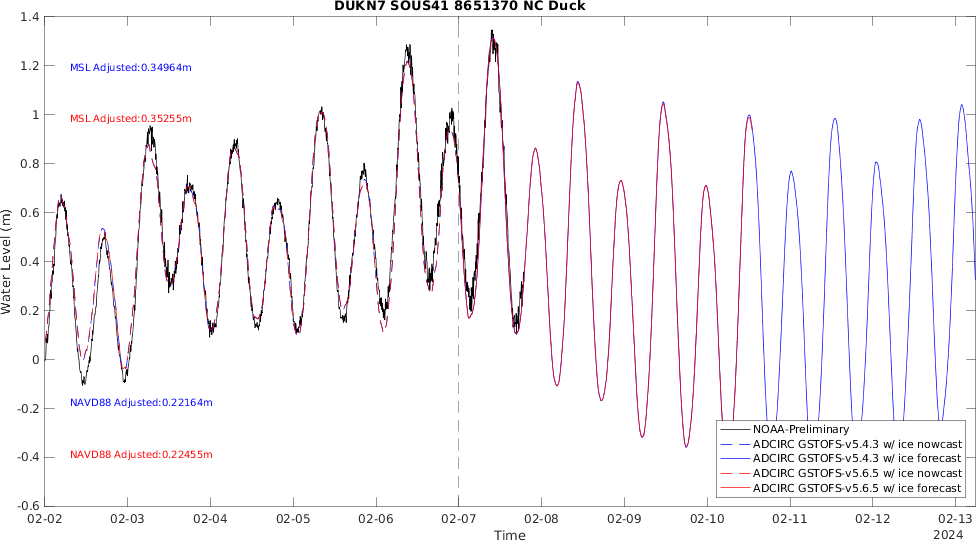 DUKN7 SOUS41 8651370 NC Duck
1.4
1.2
1
0.8
0.6
0.4
0.2
0
-0.2
-0.4
-0.6
Water Level (m)
MSL Adjusted:0.34964m
MSL Adjusted:0.35255m
NAVD88 Adjusted:0.22164m
NAVD88 Adjusted:0.22455m
NOAA-Preliminary
ADCIRC GSTOFS-v5.4.3 w/ ice nowcast
ADCIRC GSTOFS-v5.4.3 w/ ice forecast
ADCIRC GSTOFS-v5.6.5 w/ ice nowcast
ADCIRC GSTOFS-v5.6.5 w/ ice forecast
02-02 02-03 02-04 02-05 02-06 02-07 02-08 02-09 02-10 02-11 02-12 02-13
Time
2024